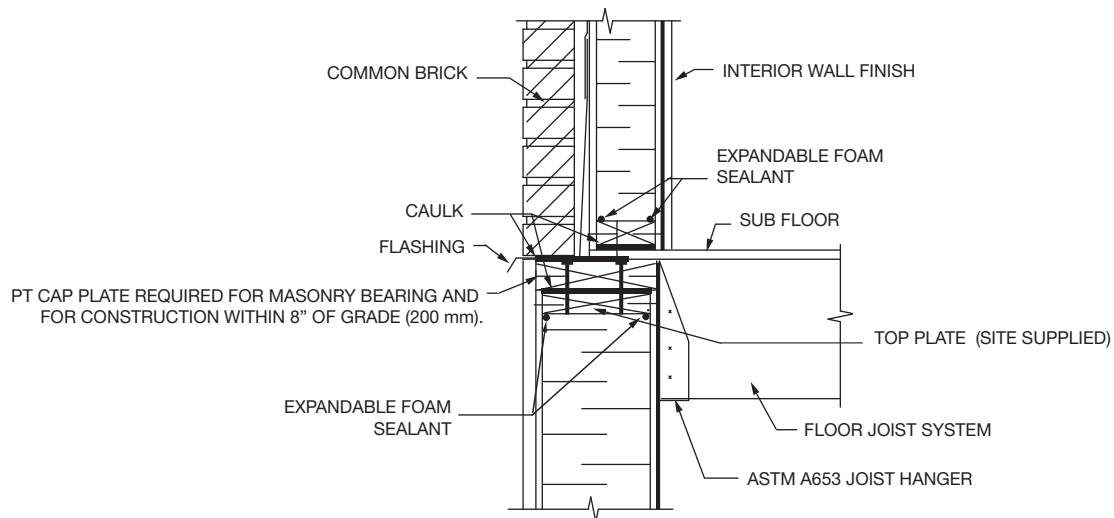 COMMON BRICK
INTERIOR WALL FINISH
EXPANDABLE FOAM
SEALANT
CAULK
SUB FLOOR
FLASHING
PT CAP PLATE REQUIRED FOR MASONRY BEARING AND
FOR CONSTRUCTION WITHIN 8” OF GRADE (200 mm).
TOP PLATE (SITE SUPPLIED)
EXPANDABLE FOAM
SEALANT
FLOOR JOIST SYSTEM
ASTM A653 JOIST HANGER